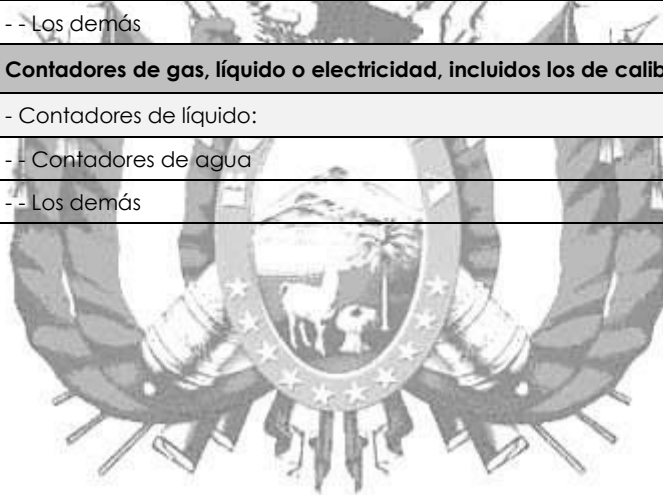 - - Los demás
Contadores de gas, líquido o electricidad, incluidos los de calib
- Contadores de líquido:
- - Contadores de agua
- - Los demás